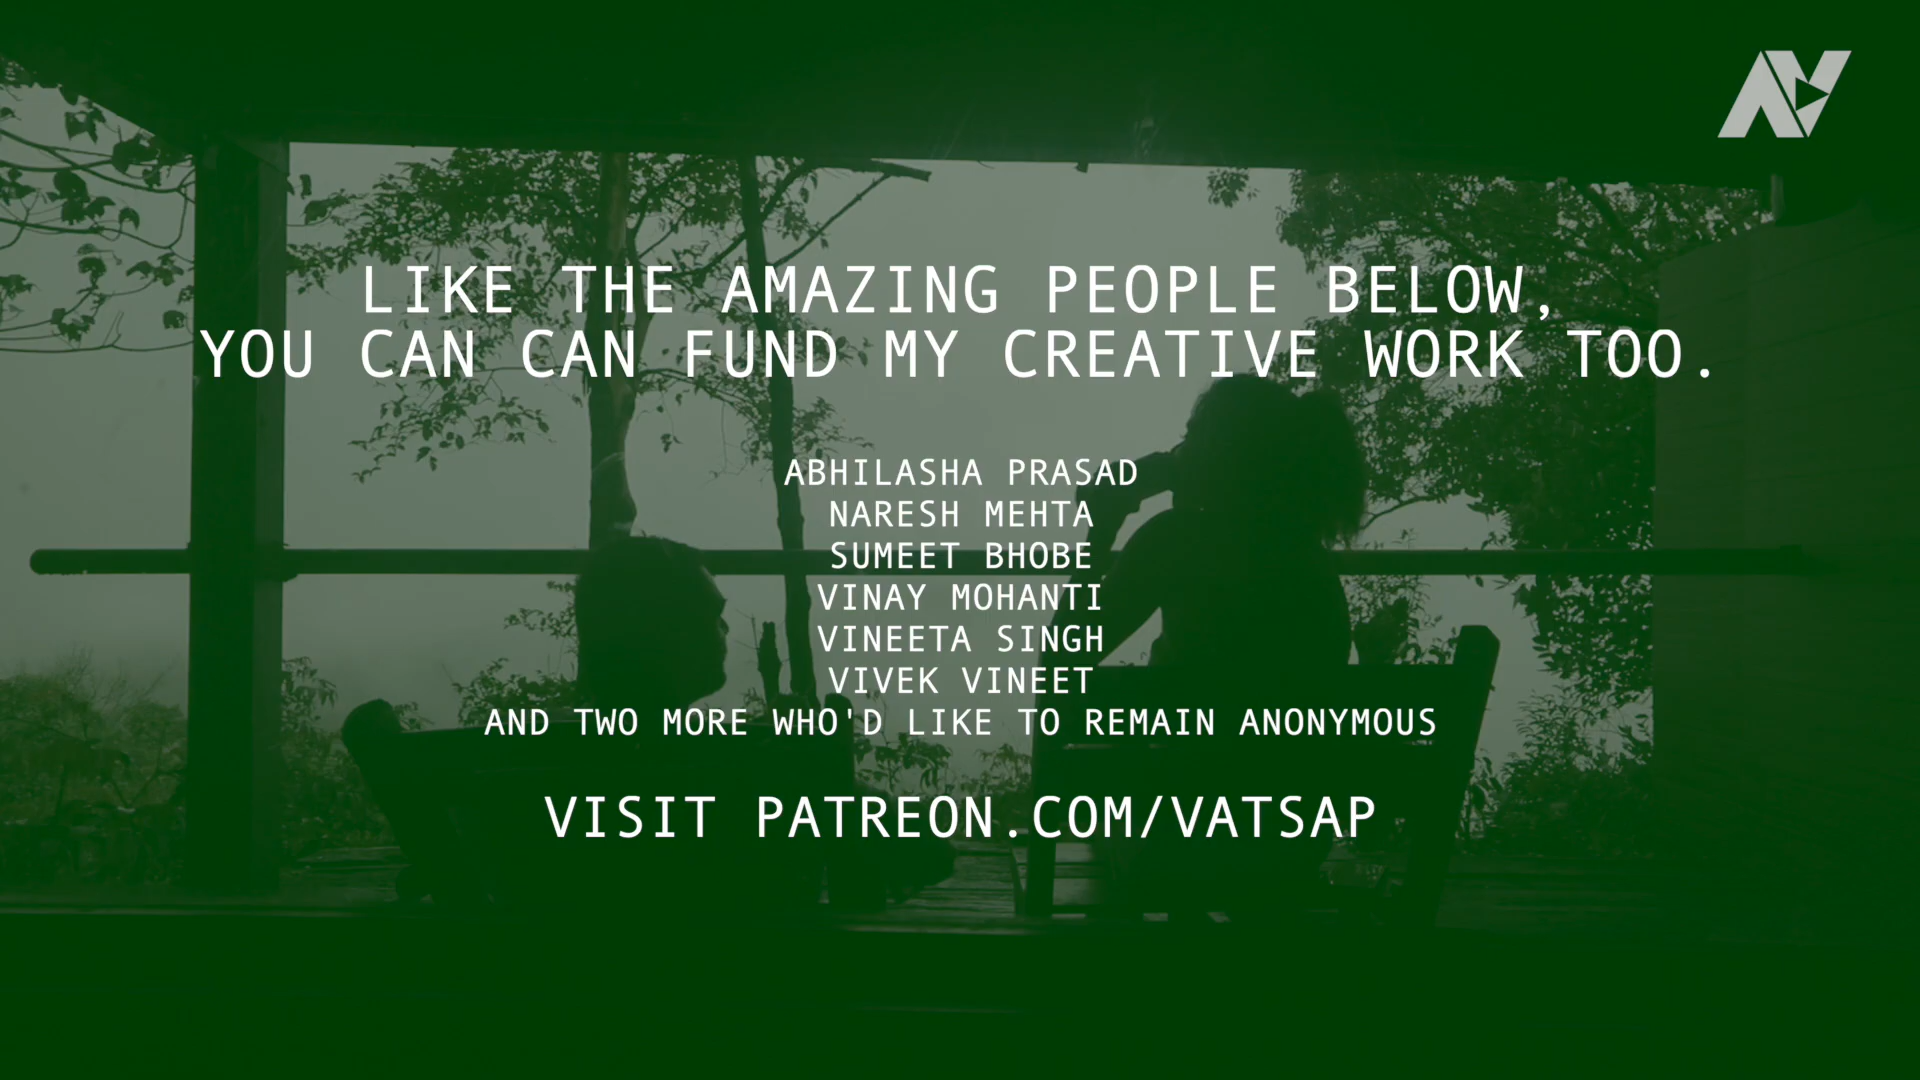 LIKE THE AMAZING PEOPLE BELOW,
YOU CAN CAN FUND MY CREATIVE WORK TOO.
ABHILASHA PRASAD
NARESH MEHTA
SUMEET BHOBE
VINAY MOHANTI
VINEETA SINGH
VIVEK VINEET
AND TWO MORE WHO'D LIKE TO REMAIN ANONYMOUS
VISIT PATREON.COM/VATSAP